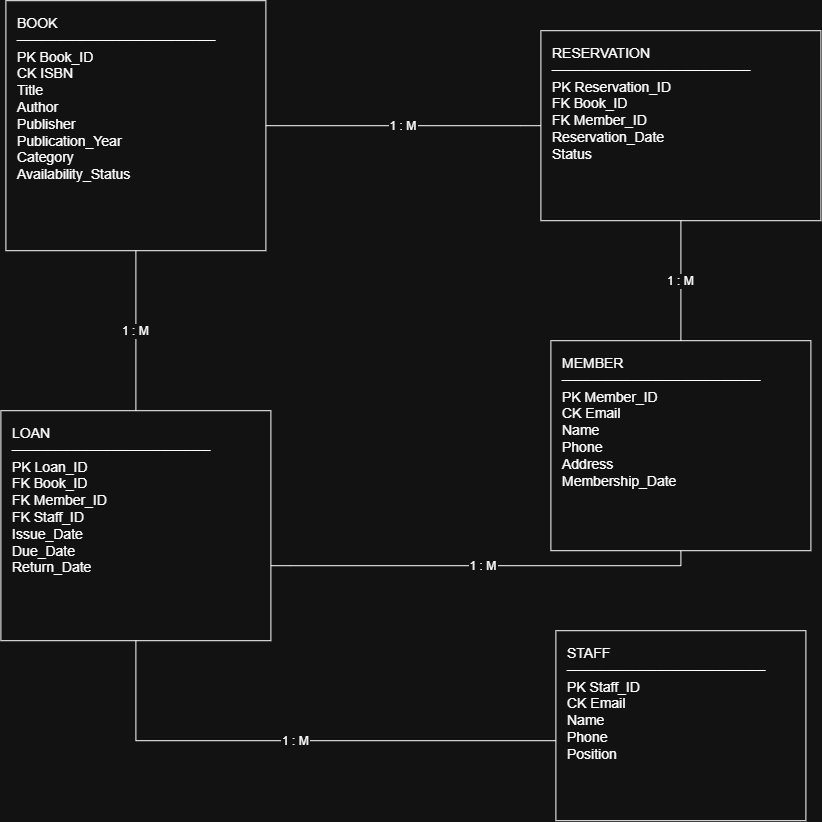 BOOK
PK Book_ID
CK ISBN
Title
Author
Publisher
Publication_Year
Category
Availability_Status
1 : M
RESERVATION
PK Reservation_ID
FK Book_ID
FK Member_ID
Reservation_Date
Status
1 : M
1 : M
MEMBER
PK Member_ID
CK Email
Name
Phone
Address
Membership_Date
LOAN
PK Loan_ID
FK Book_ID
FK Member_ID
FK Staff_ID
Issue_Date
Due_Date
Return_Date
1 : M
STAFF
PK Staff_ID
CK Email
Name
Phone
Position
1 : M